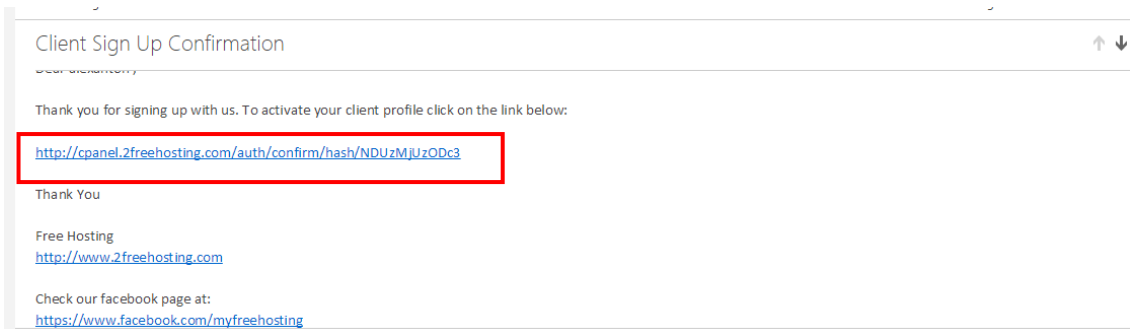 Client Sign Up Confirmation
Thank you for signing up with us. To activate your client profile click on the link below:
http://cpanel.2freehosting.com/auth/confirm/hash/NDUzMjUzODc3
Thank You
Free Hosting
http://www.2freehosting.com
Check our facebook page at:
https://www.facebook.com/myfreehosting